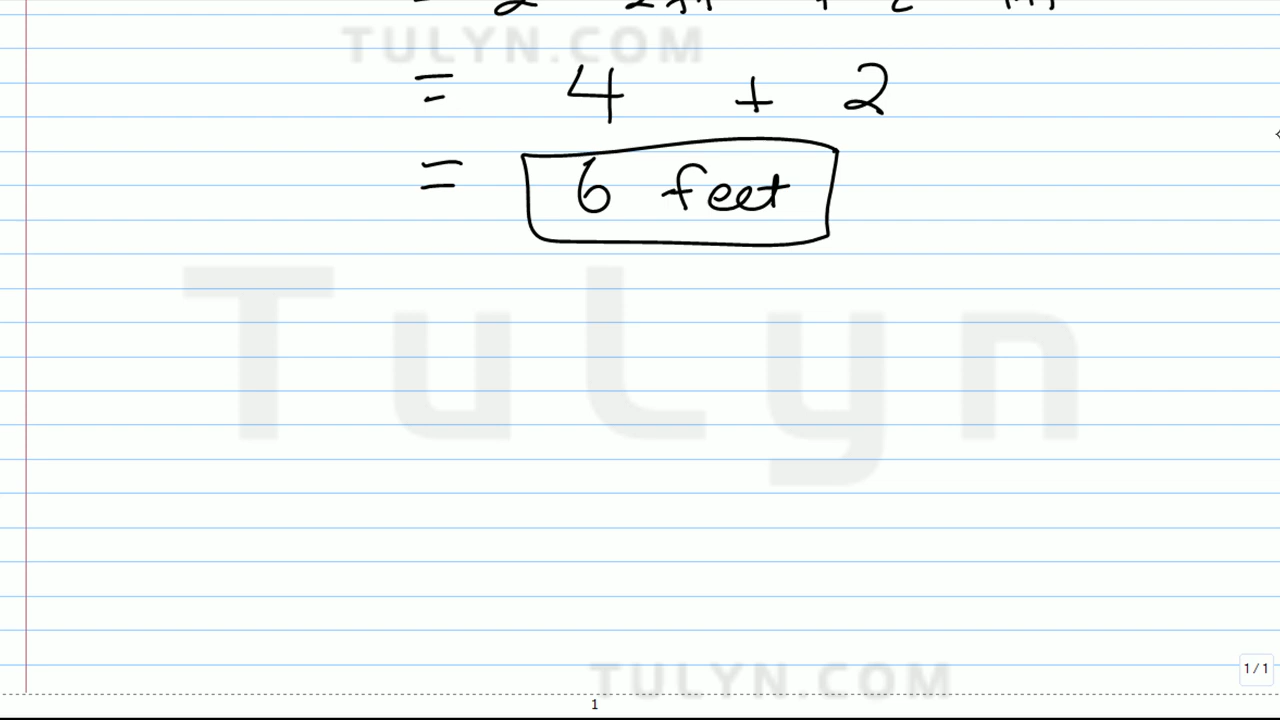 TULYN.COM
= 4 + 2
= 6 feet
TuLyn
TULYN.COM
1 / 1
1